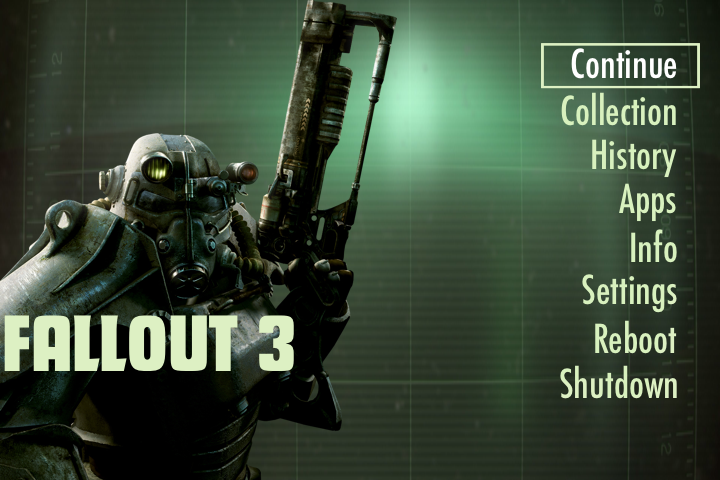 Continue
Collection
History
Apps
Info
Settings
Reboot
Shutdown
FALLOUT 3